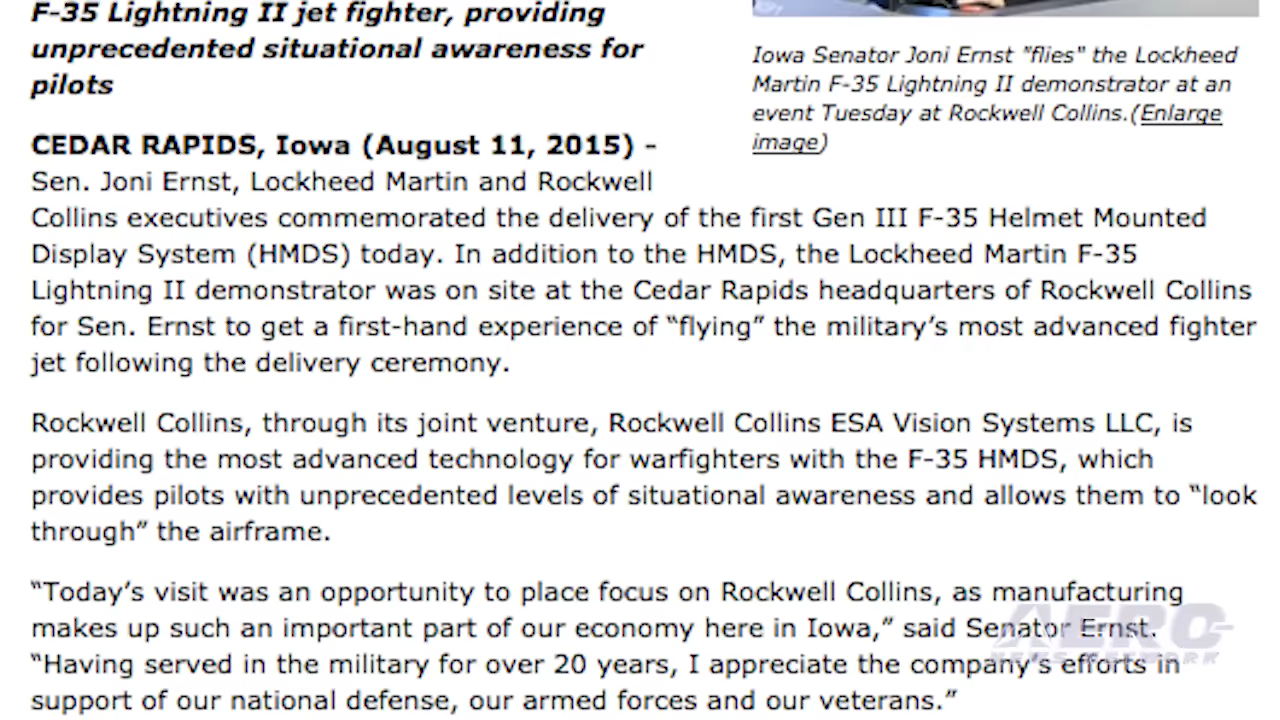 F-35 Lightning II jet fighter, providing
unprecedented situational awareness for
pilots
Iowa Senator Joni Ernst "flies" the Lockheed
Martin F-35 Lightning II demonstrator at an
event Tuesday at Rockwell Collins.(Enlarge
image)
CEDAR RAPIDS, Iowa (August 11, 2015) -
Sen. Joni Ernst, Lockheed Martin and Rockwell
Collins executives commemorated the delivery of the first Gen III F-35 Helmet Mounted
Display System (HMDS) today. In addition to the HMDS, the Lockheed Martin F-35
Lightning II demonstrator was on site at the Cedar Rapids headquarters of Rockwell Collins
for Sen. Ernst to get a first-hand experience of “flying” the military’s most advanced fighter
jet following the delivery ceremony.
Rockwell Collins, through its joint venture, Rockwell Collins ESA Vision Systems LLC, is
providing the most advanced technology for warfighters with the F-35 HMDS, which
provides pilots with unprecedented levels of situational awareness and allows them to “look
through” the airframe.
“Today’s visit was an opportunity to place focus on Rockwell Collins, as manufacturing
makes up such an important part of our economy here in Iowa,” said Senator Ernst.
“Having served in the military for over 20 years, I appreciate the company’s efforts in
support of our national defense, our armed forces and our veterans.”
AERO
NEWS NETWORK